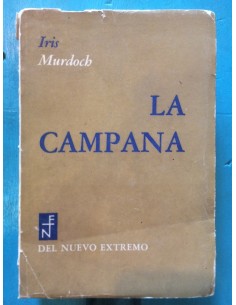 Iris
Murdoch
LA
CAMPANA
E
N
DEL NUEVO EXTREMO